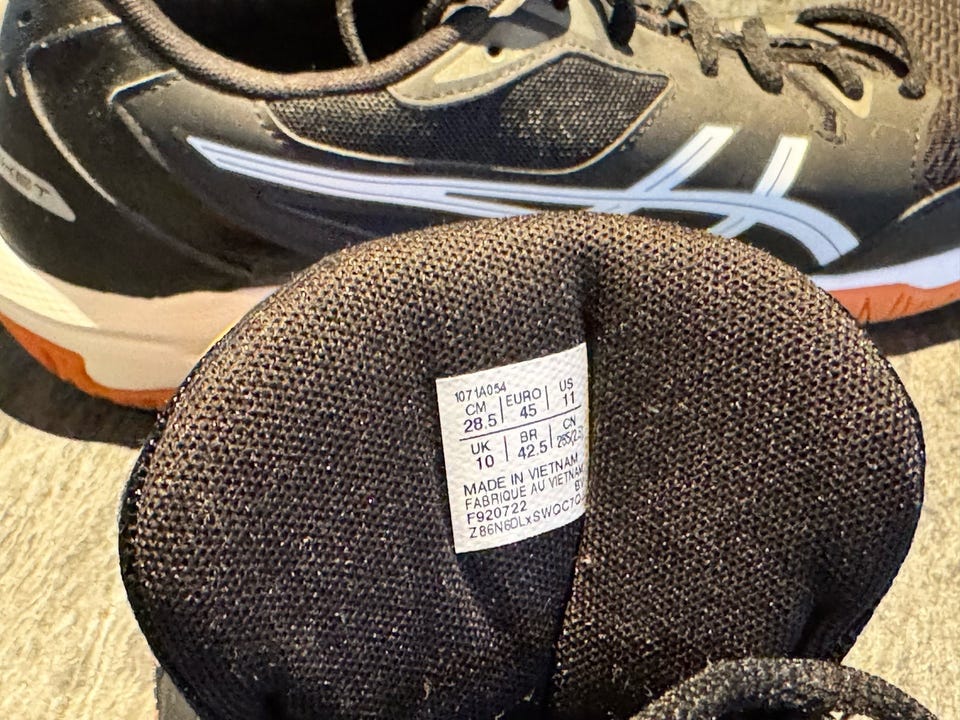 1071A054
CM EURO US
28.5 45 11
UK BR CN
10 42.5
MADE IN VIETNAM
FABRIQUE AU VIETNAM
F920722 BY